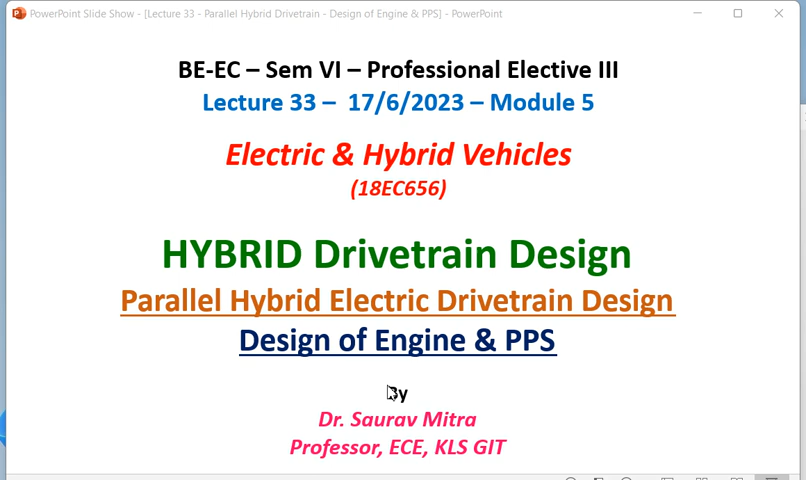 PowerPoint Slide Show - [Lecture 33 - Parallel Hybrid Drivetrain - Design of Engine & PPS] - PowerPoint
BE-EC – Sem VI – Professional Elective III
Lecture 33 – 17/6/2023 – Module 5
Electric & Hybrid Vehicles
(18EC656)
HYBRID Drivetrain Design
Parallel Hybrid Electric Drivetrain Design
Design of Engine & PPS
By
Dr. Saurav Mitra
Professor, ECE, KLS GIT